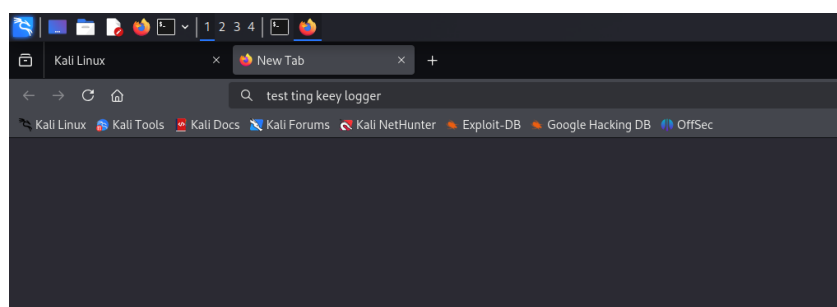 1 2 3 4
Kali Linux × New Tab × +
test ting keey logger
Kali Linux Kali Tools Kali Docs Kali Forums Kali NetHunter Exploit-DB Google Hacking DB OffSec